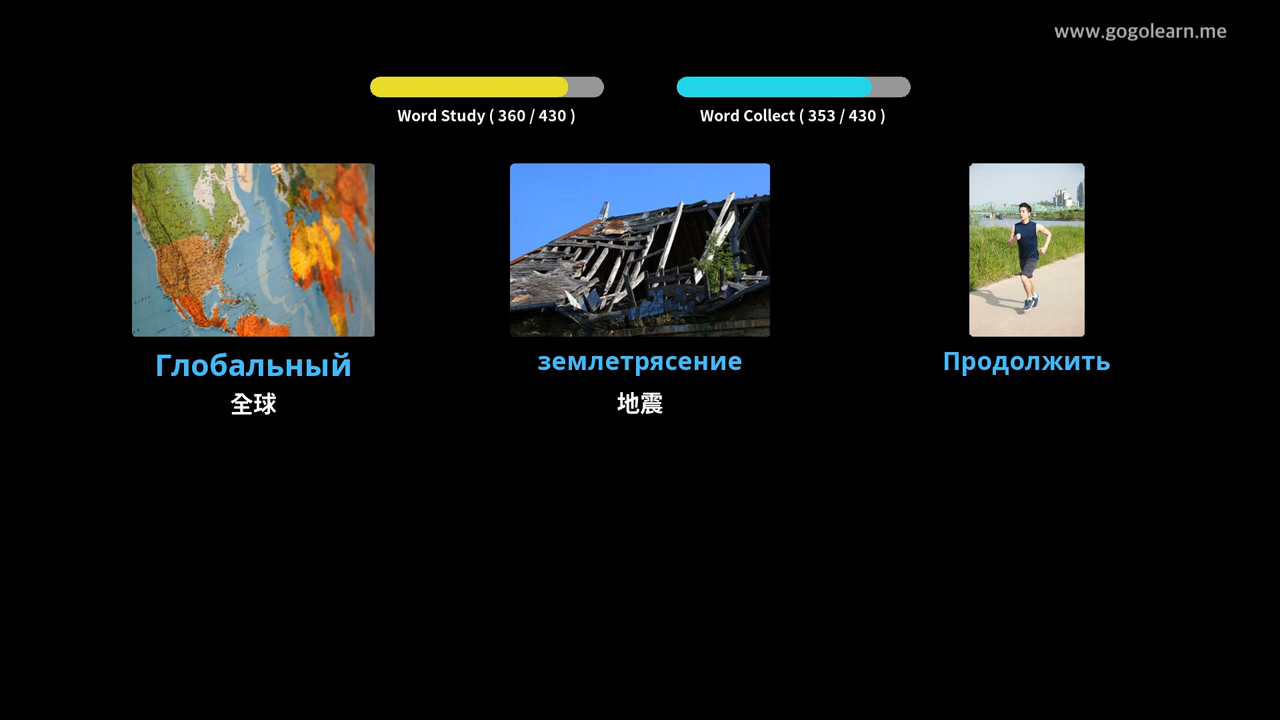 www.gogolearn.me
Word Study ( 360 / 430 )
Word Collect ( 353 / 430 )
Глобальный
землетрясение
Продолжить
全球
地震